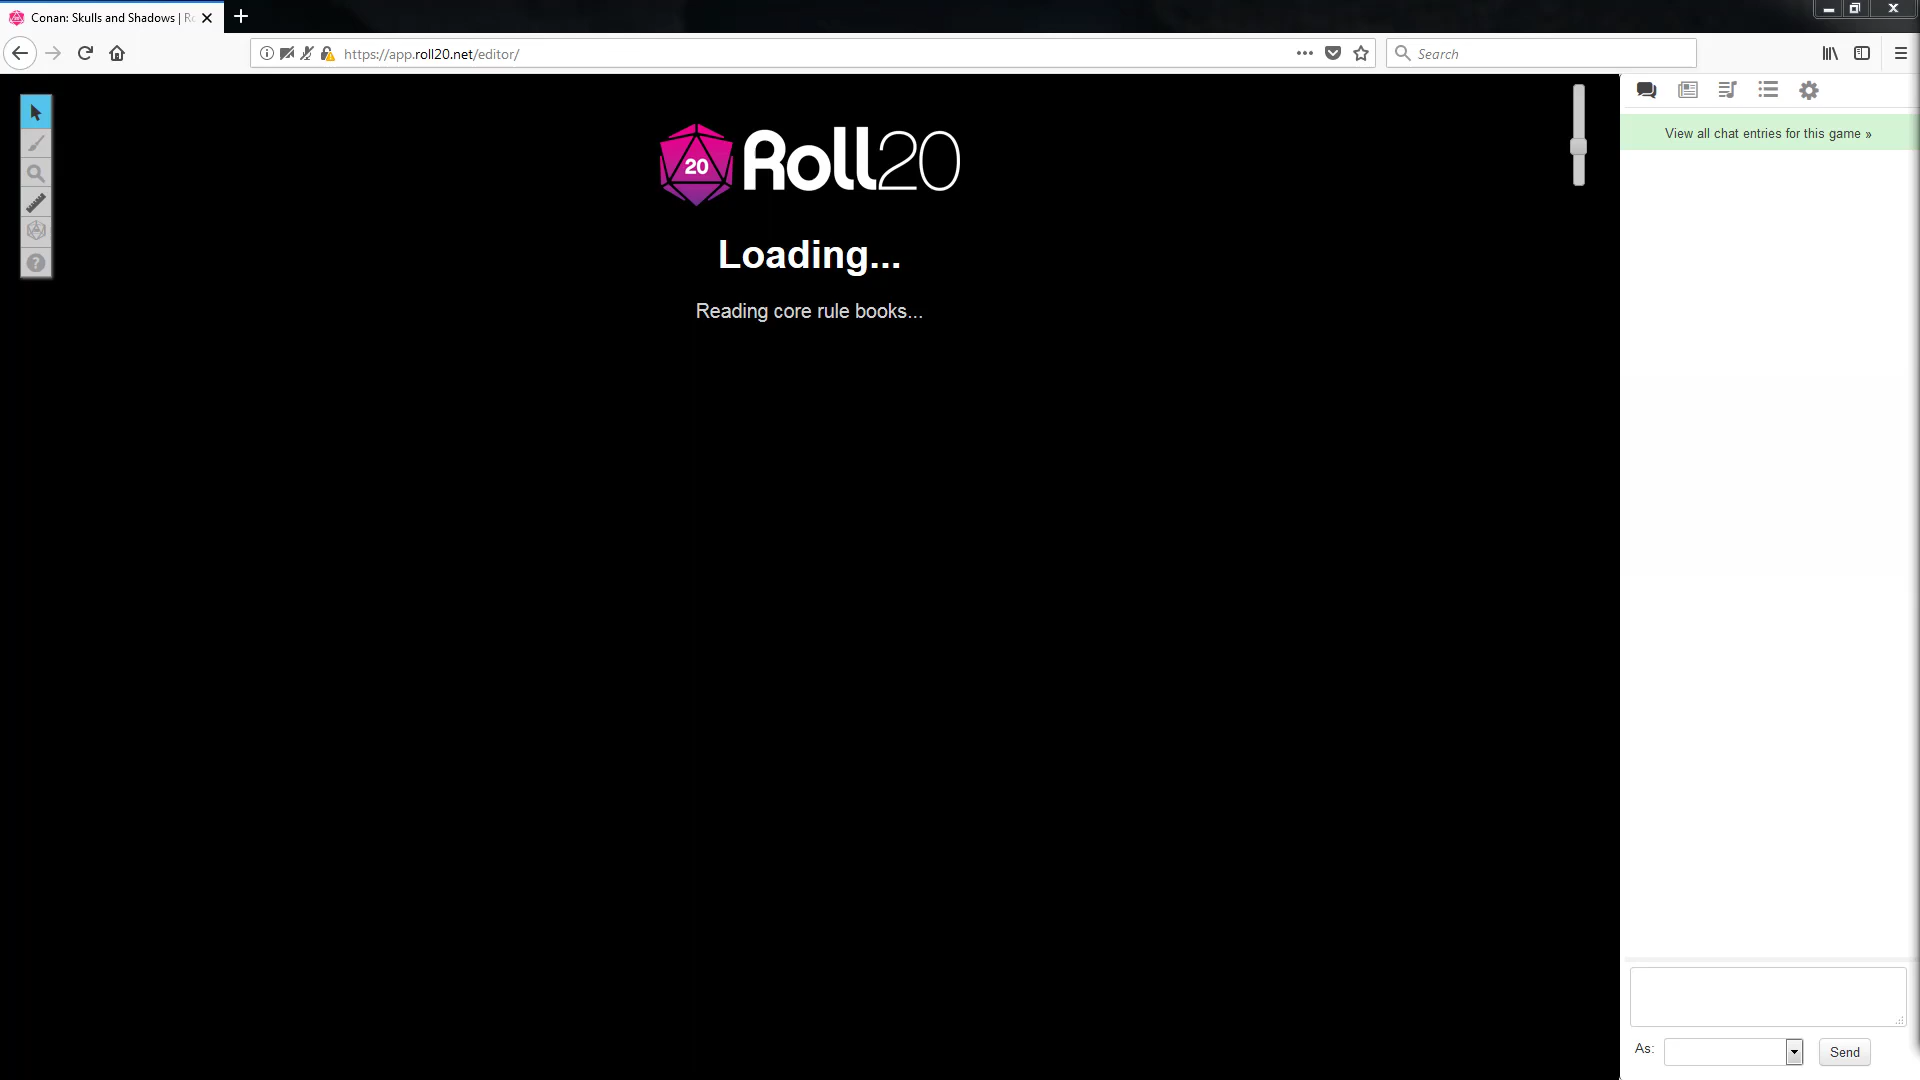 Conan: Skulls and Shadows | Ro
https://app.roll20.net/editor/
Search
20
Roll20
Loading...
Reading core rule books...
View all chat entries for this game »
As:
Send